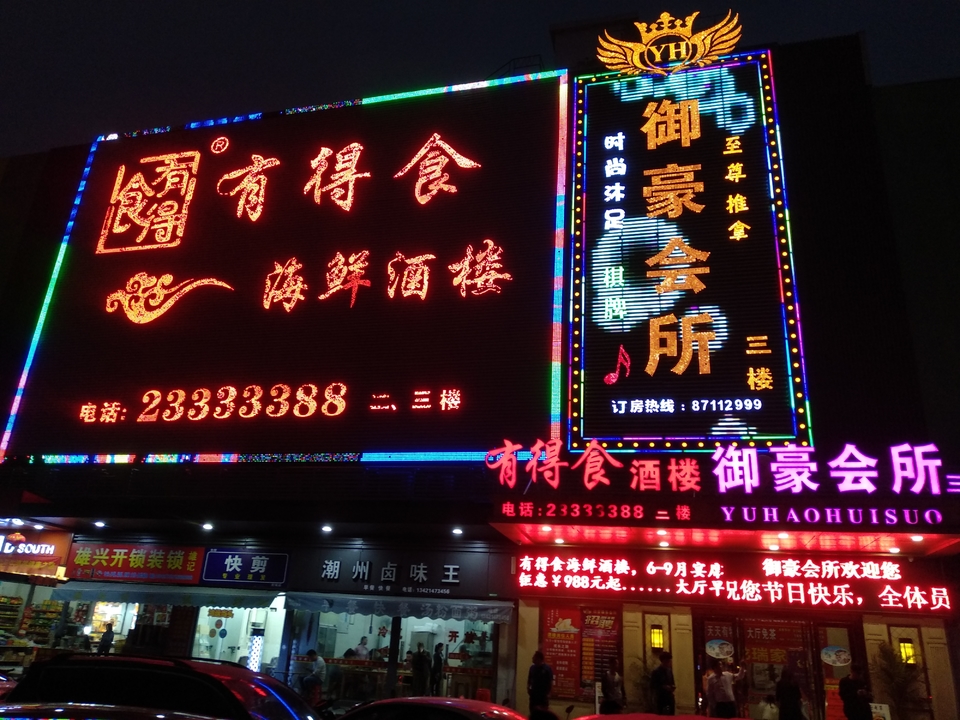 有得食
®
有得食
海鲜酒楼
电话: 23333388 二、三楼
YH
御豪会所
至尊推拿
时尚沐足
棋牌
三楼
订房热线：87112999
有得食酒楼
电话:23333388 二楼
御豪会所三
YUHAOHUISUO
有得食海鲜酒楼，6-9月宴席
钜惠￥988元起......大厅早
御豪会所欢迎您
祝您节日快乐，全体员
SOUTH
雄兴开锁装锁
快剪
潮州卤味王